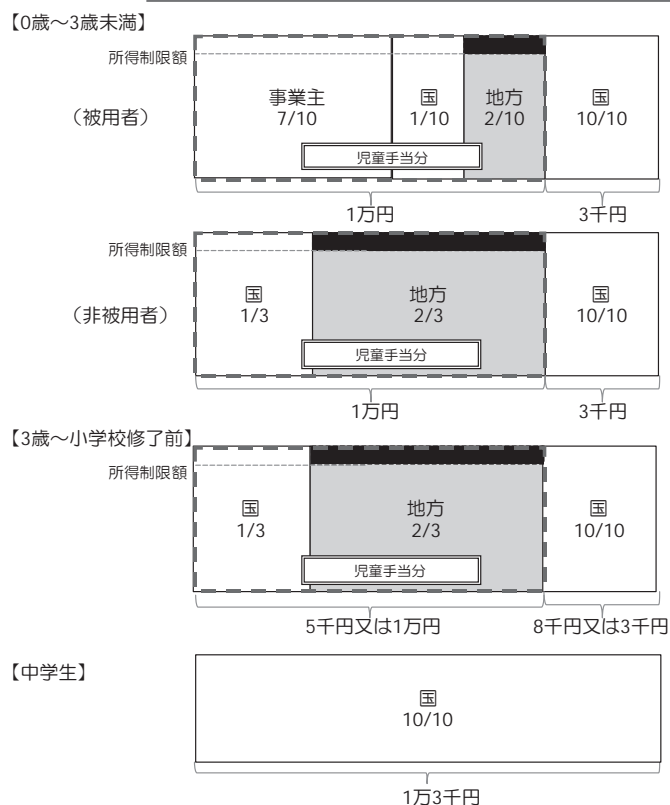 【0歳～3歳未満】
所得制限額
（被用者）
事業主
7/10
国
1/10
地方
2/10
国
10/10
児童手当分
1万円
3千円
所得制限額
（非被用者）
国
1/3
地方
2/3
国
10/10
児童手当分
1万円
3千円
【3歳～小学校修了前】
所得制限額
国
1/3
地方
2/3
国
10/10
児童手当分
5千円又は1万円
8千円又は3千円
【中学生】
国
10/10
1万3千円